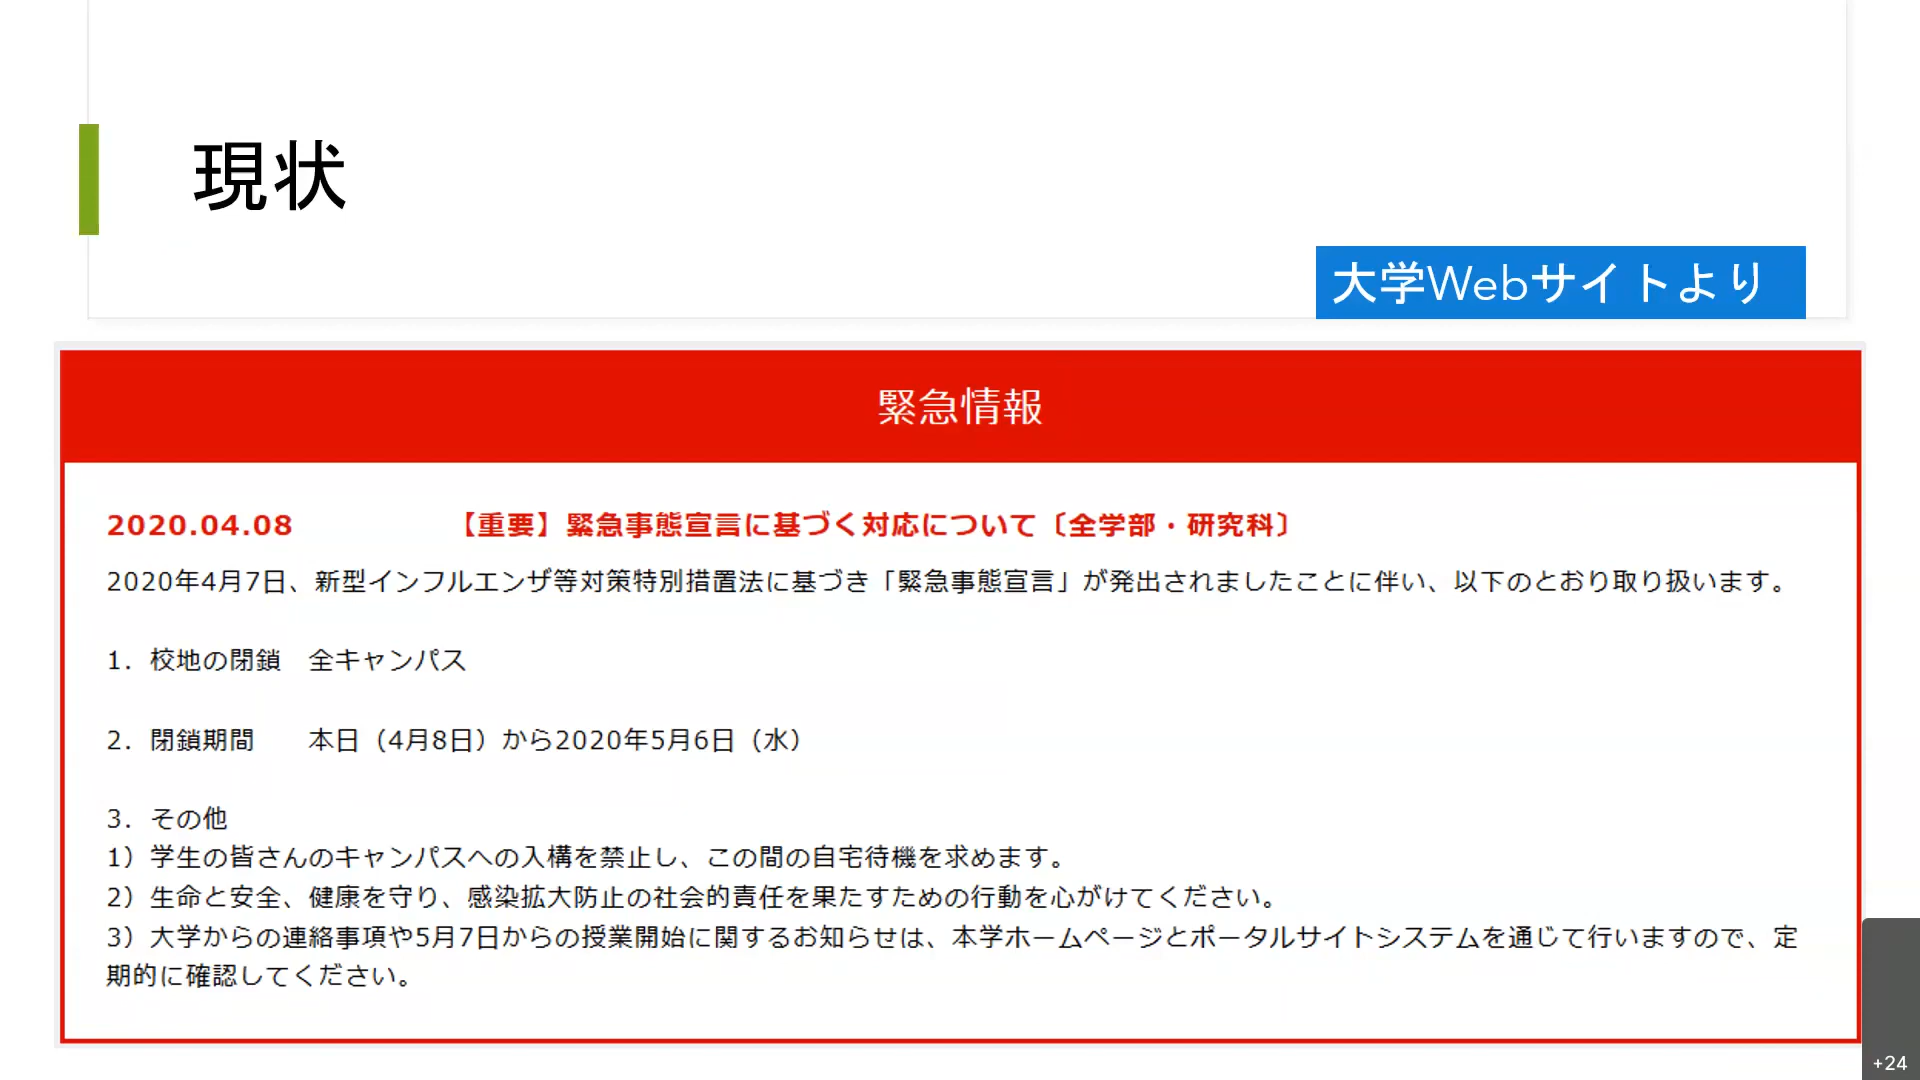 現状
大学Webサイトより
緊急情報
2020.04.08 【重要】緊急事態宣言に基づく対応について〔全学部・研究科〕
2020年4月7日、新型インフルエンザ等対策特別措置法に基づき「緊急事態宣言」が発出されましたことに伴い、以下のとおり取り扱います。
1．校地の閉鎖　全キャンパス
2．閉鎖期間　　本日（4月8日）から2020年5月6日（水）
3．その他
1）学生の皆さんのキャンパスへの入構を禁止し、この間の自宅待機を求めます。
2）生命と安全、健康を守り、感染拡大防止の社会的責任を果たすための行動を心がけてください。
3）大学からの連絡事項や5月7日からの授業開始に関するお知らせは、本学ホームページとポータルサイトシステムを通じて行いますので、定
期的に確認してください。
+24